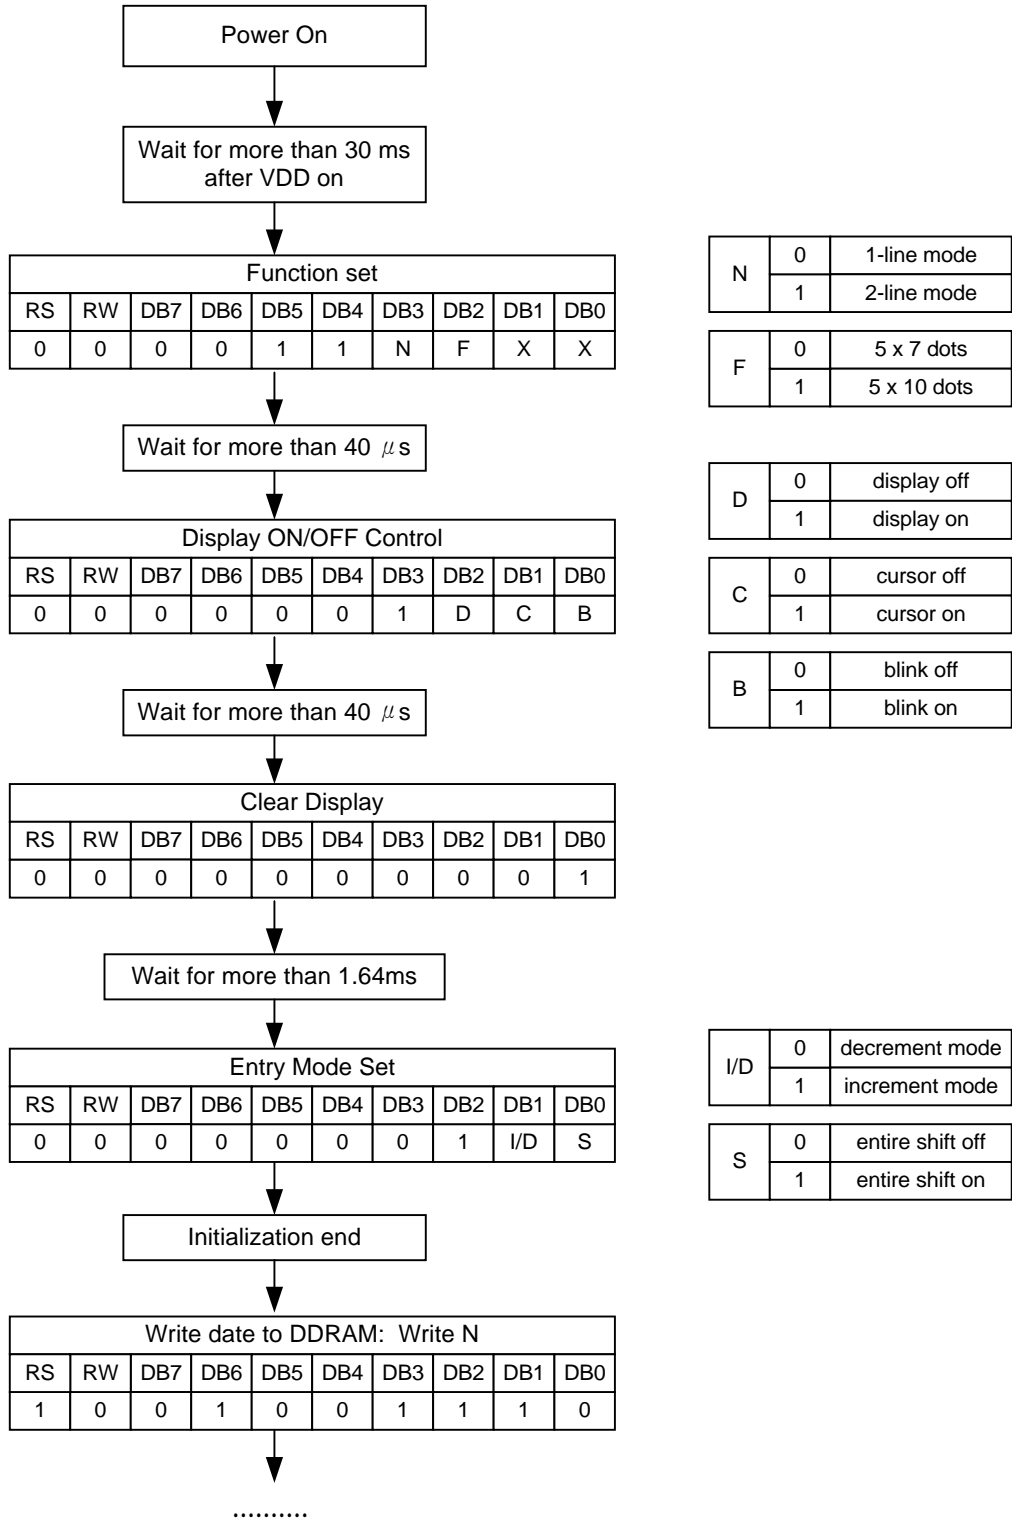 Power On
Wait for more than 30 ms
after VDD on
Function set
RS RW DB7 DB6 DB5 DB4 DB3 DB2 DB1 DB0
0 0 0 0 1 1 N F X X
N 0 1-line mode
1 2-line mode
F 0 5 x 7 dots
1 5 x 10 dots
Wait for more than 40 μs
Display ON/OFF Control
RS RW DB7 DB6 DB5 DB4 DB3 DB2 DB1 DB0
0 0 0 0 0 0 1 D C B
D 0 display off
1 display on
C 0 cursor off
1 cursor on
B 0 blink off
1 blink on
Wait for more than 40 μs
Clear Display
RS RW DB7 DB6 DB5 DB4 DB3 DB2 DB1 DB0
0 0 0 0 0 0 0 0 0 1
Wait for more than 1.64ms
Entry Mode Set
RS RW DB7 DB6 DB5 DB4 DB3 DB2 DB1 DB0
0 0 0 0 0 0 0 1 I/D S
I/D 0 decrement mode
1 increment mode
S 0 entire shift off
1 entire shift on
Initialization end
Write date to DDRAM: Write N
RS RW DB7 DB6 DB5 DB4 DB3 DB2 DB1 DB0
1 0 0 1 0 0 1 1 1 0
..........